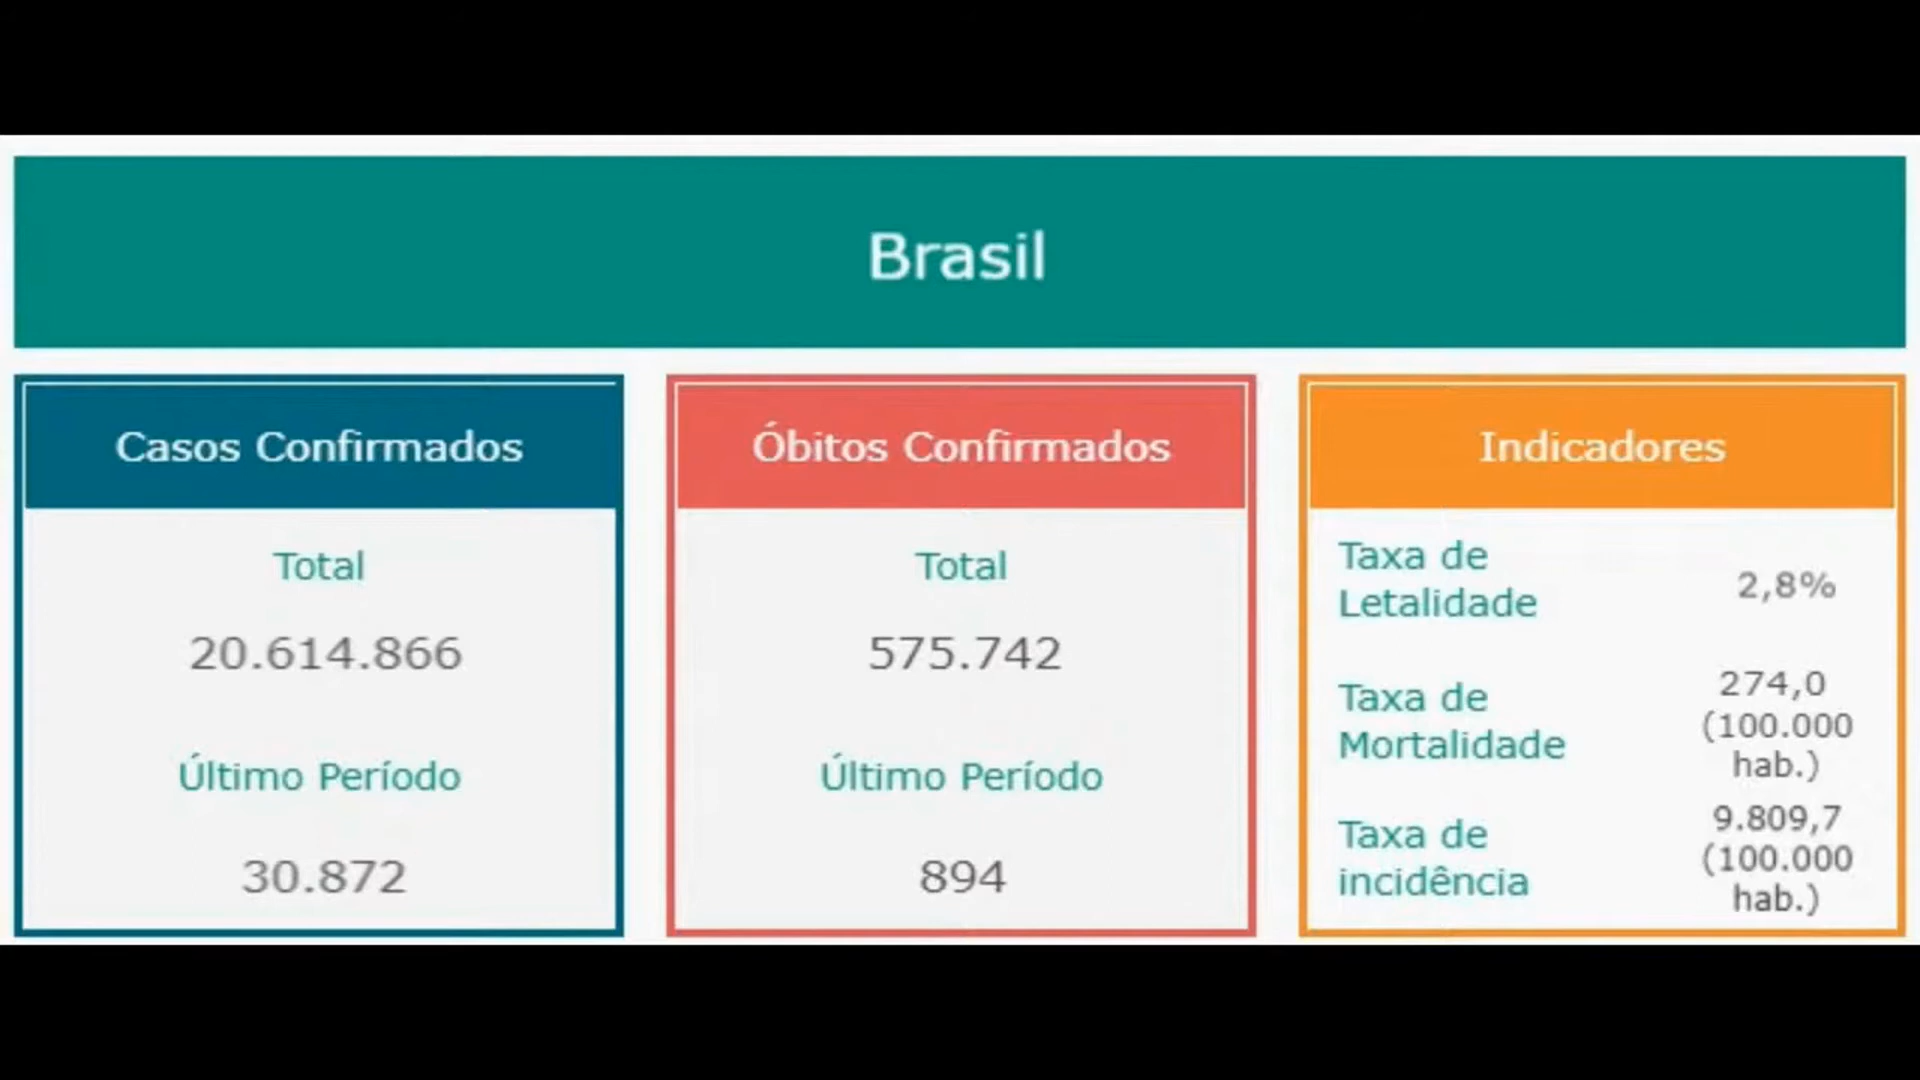 Brasil
Casos Confirmados
Total
20.614.866
Último Período
30.872
Óbitos Confirmados
Total
575.742
Último Período
894
Indicadores
Taxa de
Letalidade
2,8%
Taxa de
Mortalidade
274,0
(100.000
hab.)
Taxa de
incidência
9.809,7
(100.000
hab.)